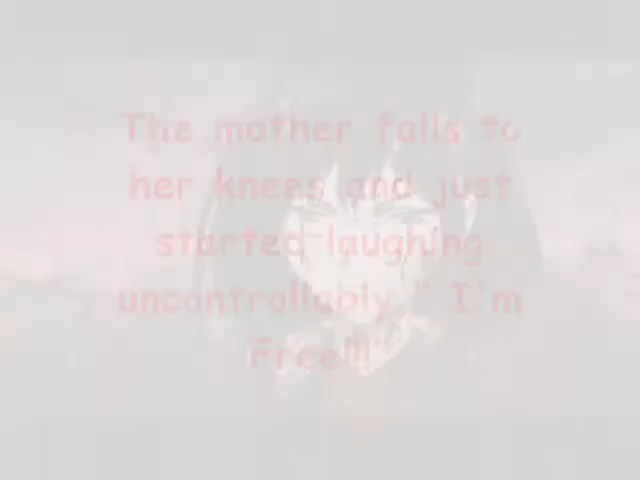 The mother falls to
her knees and just
started laughing
uncontrollably " I'm
Free!!!"